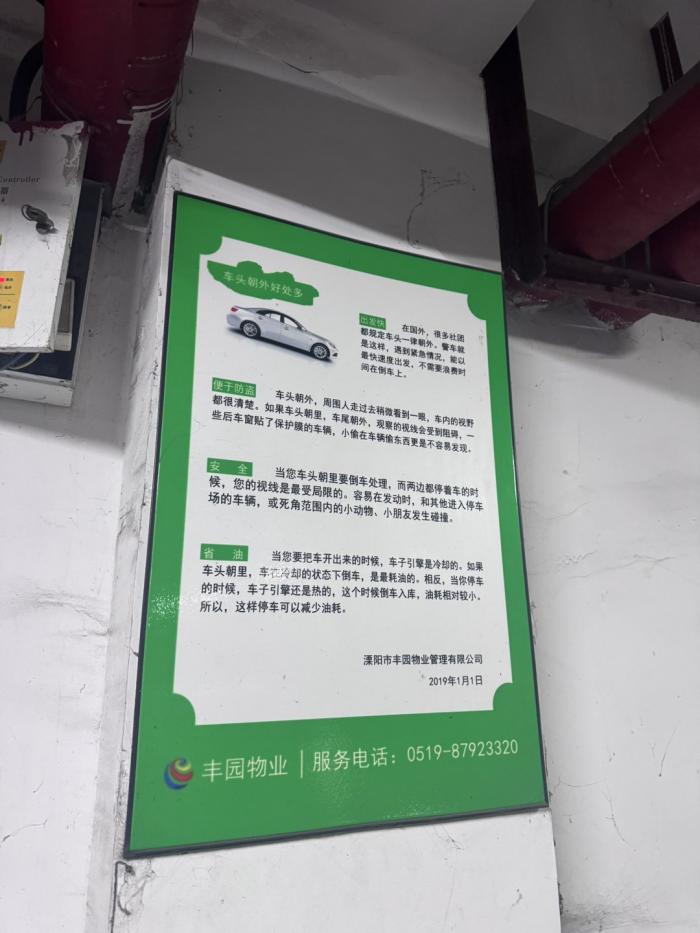 Controller
车头朝外好处多
出发快 在国外，很多社团
都规定车头一律朝外。警车就
是这样，遇到紧急情况，能以
最快速度出发，不需要浪费时
间在倒车上。
便于防盗 车头朝外，周围人走过去稍微看到一眼，车内的视野
都很清楚。如果车头朝里，车尾朝外，观察的视线会受到阻碍，一
些后车窗贴了保护膜的车辆，小偷在车辆偷东西更是不容易发现。
安 全 当您车头朝里要倒车处理，而两边都停着车的时
候，您的视线是最受局限的。容易在发动时，和其他进入停车
场的车辆，或死角范围内的小动物、小朋友发生碰撞。
省 油 当您要把车开出来的时候，车子引擎是冷却的。如果
车头朝里，车在冷却的状态下倒车，是最耗油的。相反，当你停车
的时候，车子引擎还是热的，这个时候倒车入库，油耗相对较小。
所以，这样停车可以减少油耗。
溧阳市丰园物业管理有限公司
2019年1月1日
丰园物业｜服务电话：0519-87923320